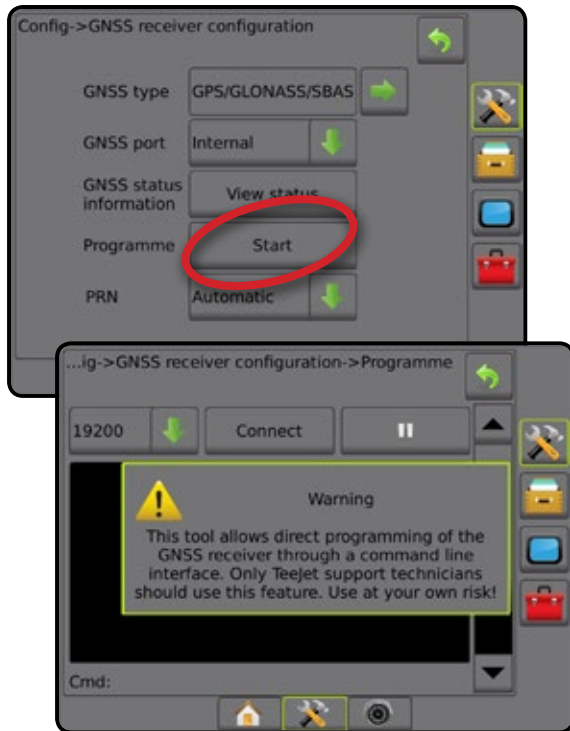 Config->GNSS receiver configuration
GNSS type GPS/GLONASS/SBAS
GNSS port Internal
GNSS status
information View status
Programme Start
PRN Automatic
...ig->GNSS receiver configuration->Programme
19200 Connect
Warning
This tool allows direct programming of the
GNSS receiver through a command line
interface. Only TeeJet support technicians
should use this feature. Use at your own risk!
Cmd: